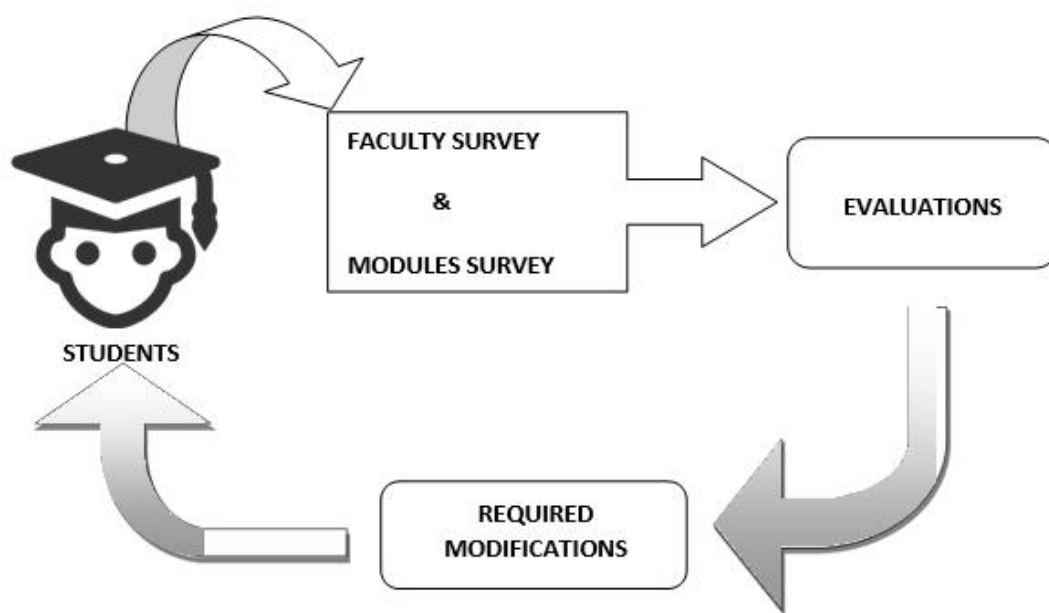 FACULTY SURVEY
&
MODULES SURVEY
EVALUATIONS
STUDENTS
REQUIRED
MODIFICATIONS